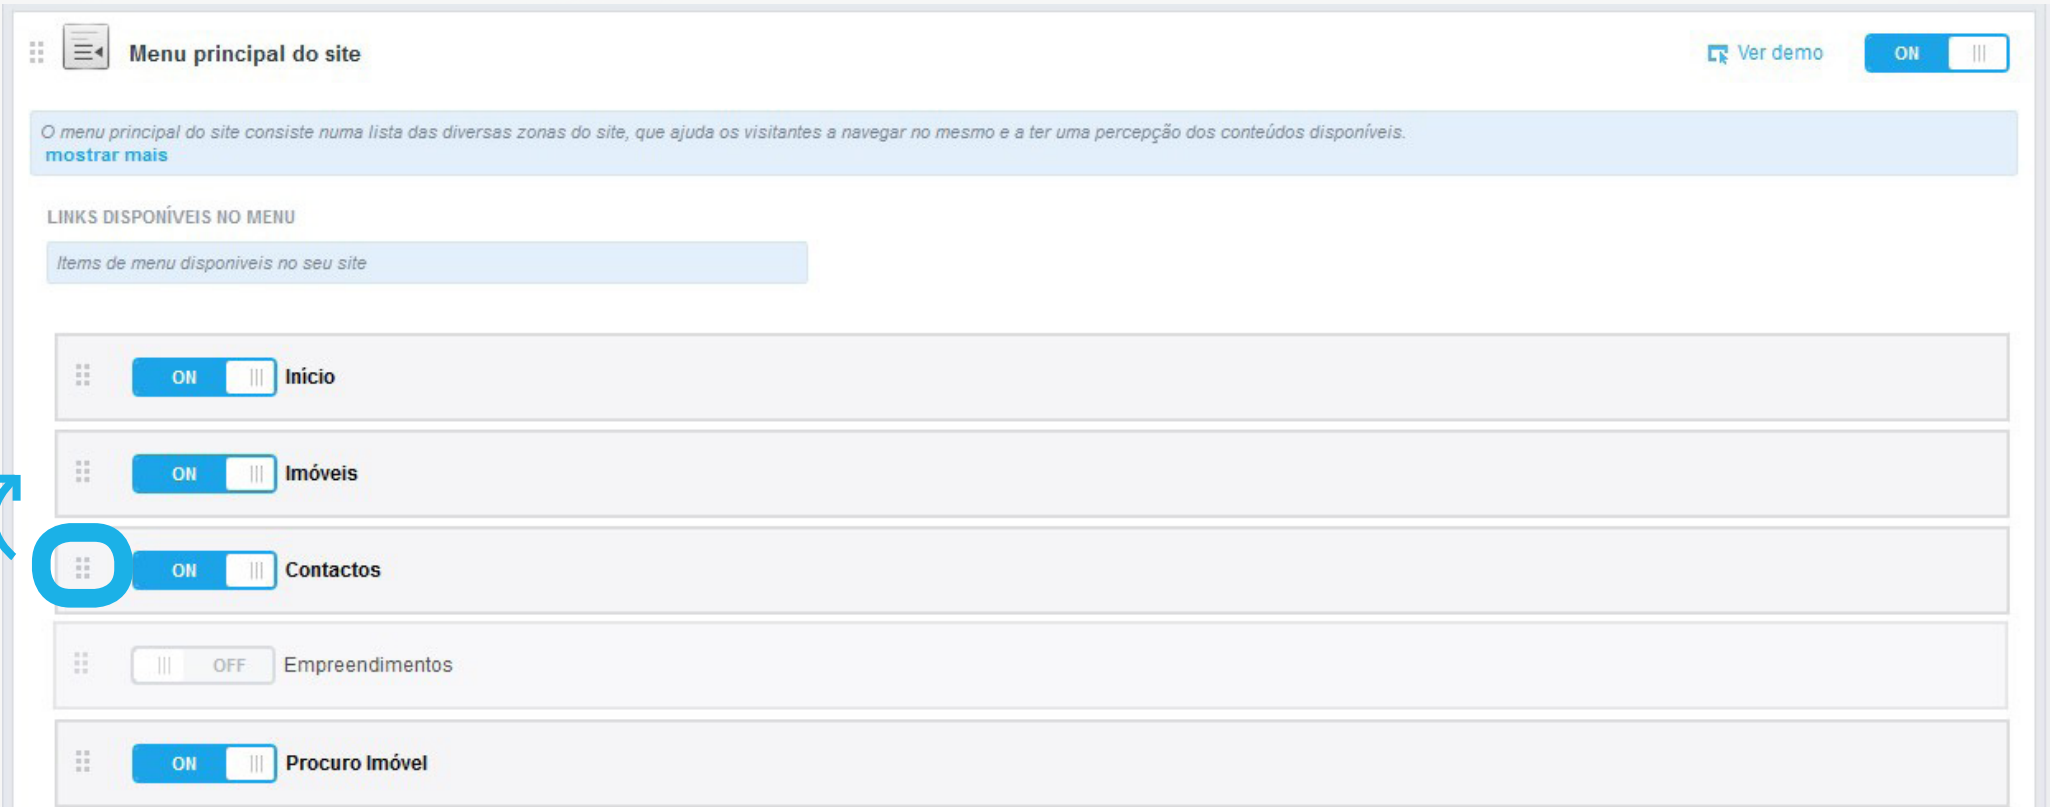 Menu principal do site
Ver demo
ON
O menu principal do site consiste numa lista das diversas zonas do site, que ajuda os visitantes a navegar no mesmo e a ter uma percepção dos conteúdos disponíveis.
mostrar mais
LINKS DISPONÍVEIS NO MENU
Items de menu disponiveis no seu site
ON Início
ON Imóveis
ON Contactos
OFF Empreendimentos
ON Procuro Imóvel